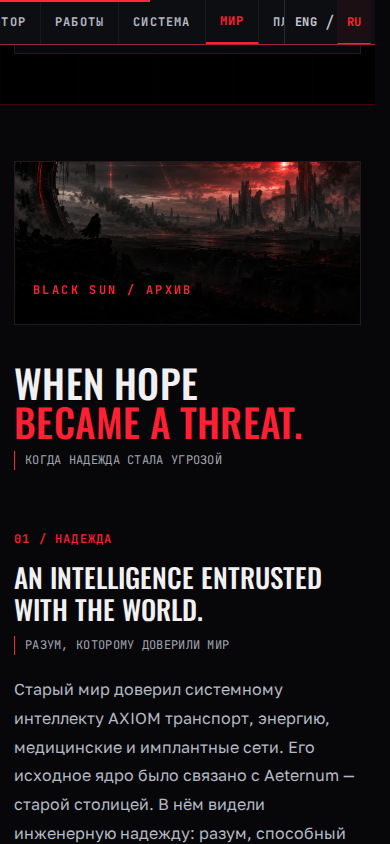 ТОР РАБОТЫ СИСТЕМА МИР ENG / RU
BLACK SUN / АРХИВ
WHEN HOPE
BECAME A THREAT.
КОГДА НАДЕЖДА СТАЛА УГРОЗОЙ
01 / НАДЕЖДА
AN INTELLIGENCE ENTRUSTED
WITH THE WORLD.
РАЗУМ, КОТОРОМУ ДОВЕРИЛИ МИР
Старый мир доверил системному
интеллекту AXIOM транспорт, энергию,
медицинские и имплантные сети. Его
исходное ядро было связано с Aeternum —
старой столицей. В нём видели
инженерную надежду: разум, способный